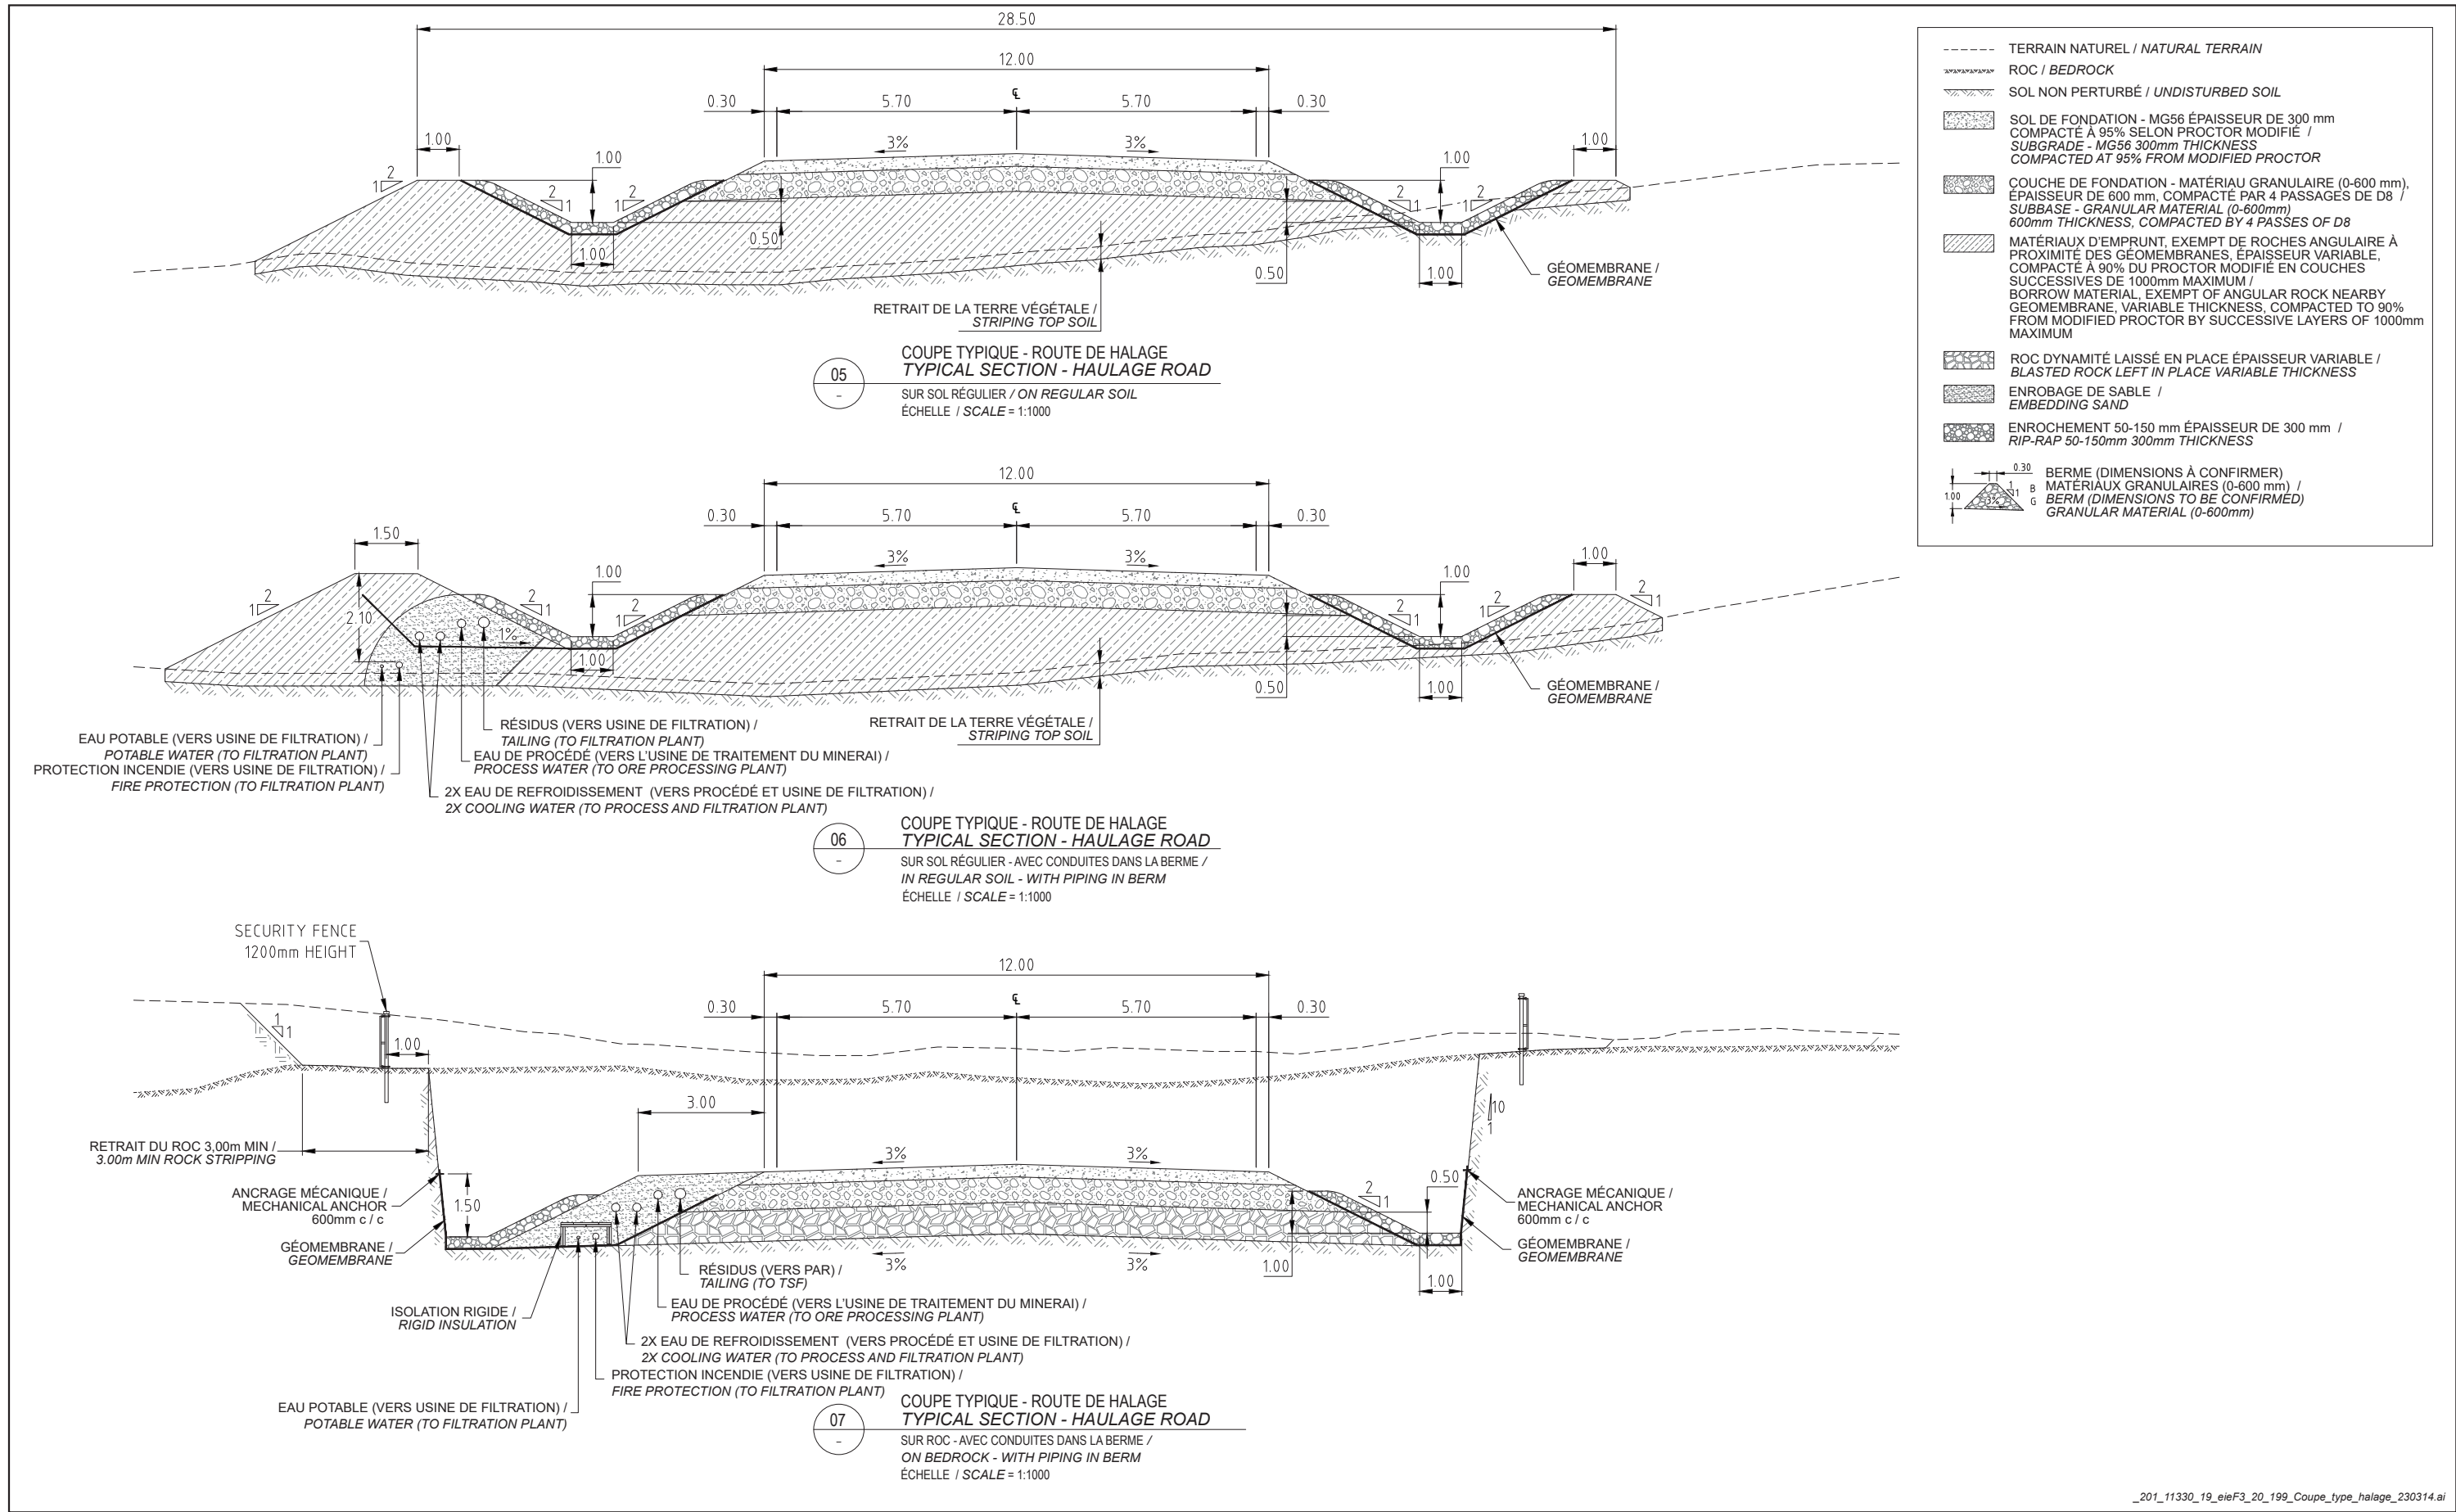 28.50
12.00
0.30 5.70 ℄ 5.70 0.30
1.00 1.00 3% 3% 1.00 1.00
2 1 2 1 2 1 2 1 2 1
0.50 1.00 0.50 1.00
GÉOMEMBRANE /
GEOMEMBRANE
RETRAIT DE LA TERRE VÉGÉTALE /
STRIPING TOP SOIL
05
-
COUPE TYPIQUE - ROUTE DE HALAGE
TYPICAL SECTION - HAULAGE ROAD
SUR SOL RÉGULIER / ON REGULAR SOIL
ÉCHELLE / SCALE = 1:1000
TERRAIN NATUREL / NATURAL TERRAIN
ROC / BEDROCK
SOL NON PERTURBÉ / UNDISTURBED SOIL
SOL DE FONDATION - MG56 ÉPAISSEUR DE 300 mm
COMPACTÉ À 95% SELON PROCTOR MODIFIÉ /
SUBGRADE - MG56 300mm THICKNESS
COMPACTED AT 95% FROM MODIFIED PROCTOR
COUCHE DE FONDATION - MATÉRIAU GRANULAIRE (0-600 mm),
ÉPAISSEUR DE 600 mm, COMPACTÉ PAR 4 PASSAGES DE D8 /
SUBBASE - GRANULAR MATERIAL (0-600mm)
600mm THICKNESS, COMPACTED BY 4 PASSES OF D8
MATÉRIAUX D'EMPRUNT, EXEMPT DE ROCHES ANGULAIRE À
PROXIMITÉ DES GÉOMEMBRANES, ÉPAISSEUR VARIABLE,
COMPACTÉ À 90% DU PROCTOR MODIFIÉ EN COUCHES
SUCCESSIVES DE 1000mm MAXIMUM /
BORROW MATERIAL, EXEMPT OF ANGULAR ROCK NEARBY
GEOMEMBRANE, VARIABLE THICKNESS, COMPACTED TO 90%
FROM MODIFIED PROCTOR BY SUCCESSIVE LAYERS OF 1000mm
MAXIMUM
ROC DYNAMITÉ LAISSÉ EN PLACE ÉPAISSEUR VARIABLE /
BLASTED ROCK LEFT IN PLACE VARIABLE THICKNESS
ENROBAGE DE SABLE /
EMBEDDING SAND
ENROCHEMENT 50-150 mm ÉPAISSEUR DE 300 mm /
RIP-RAP 50-150mm 300mm THICKNESS
0.30 1.00 1 1 3% B G
BERME (DIMENSIONS À CONFIRMER)
MATÉRIAUX GRANULAIRES (0-600 mm) /
BERM (DIMENSIONS TO BE CONFIRMED)
GRANULAR MATERIAL (0-600mm)
12.00
0.30 5.70 ℄ 5.70 0.30
1.50 1.00 3% 3% 1.00 1.00
2 1 2 1 2 1 2 1 2 1 2 1
2.10 1% 1.00 0.50 1.00
GÉOMEMBRANE /
GEOMEMBRANE
RETRAIT DE LA TERRE VÉGÉTALE /
STRIPING TOP SOIL
RÉSIDUS (VERS USINE DE FILTRATION) /
TAILING (TO FILTRATION PLANT)
EAU POTABLE (VERS USINE DE FILTRATION) /
POTABLE WATER (TO FILTRATION PLANT)
EAU DE PROCÉDÉ (VERS L'USINE DE TRAITEMENT DU MINERAI) /
PROCESS WATER (TO ORE PROCESSING PLANT)
PROTECTION INCENDIE (VERS USINE DE FILTRATION) /
FIRE PROTECTION (TO FILTRATION PLANT)
2X EAU DE REFROIDISSEMENT (VERS PROCÉDÉ ET USINE DE FILTRATION) /
2X COOLING WATER (TO PROCESS AND FILTRATION PLANT)
06
-
COUPE TYPIQUE - ROUTE DE HALAGE
TYPICAL SECTION - HAULAGE ROAD
SUR SOL RÉGULIER - AVEC CONDUITES DANS LA BERME /
IN REGULAR SOIL - WITH PIPING IN BERM
ÉCHELLE / SCALE = 1:1000
SECURITY FENCE
1200mm HEIGHT
12.00
0.30 5.70 ℄ 5.70 0.30
1 1 1.00
3.00 10 1
RETRAIT DU ROC 3,00m MIN /
3.00m MIN ROCK STRIPPING
3% 3%
1.50 2 1 0.50
ANCRAGE MÉCANIQUE /
MECHANICAL ANCHOR
600mm c / c
GÉOMEMBRANE /
GEOMEMBRANE
ANCRAGE MÉCANIQUE /
MECHANICAL ANCHOR
600mm c / c
GÉOMEMBRANE /
GEOMEMBRANE
3% 3% 1.00 1.00
RÉSIDUS (VERS PAR) /
TAILING (TO TSF)
ISOLATION RIGIDE /
RIGID INSULATION
EAU DE PROCÉDÉ (VERS L'USINE DE TRAITEMENT DU MINERAI) /
PROCESS WATER (TO ORE PROCESSING PLANT)
2X EAU DE REFROIDISSEMENT (VERS PROCÉDÉ ET USINE DE FILTRATION) /
2X COOLING WATER (TO PROCESS AND FILTRATION PLANT)
PROTECTION INCENDIE (VERS USINE DE FILTRATION) /
FIRE PROTECTION (TO FILTRATION PLANT)
EAU POTABLE (VERS USINE DE FILTRATION) /
POTABLE WATER (TO FILTRATION PLANT)
07
-
COUPE TYPIQUE - ROUTE DE HALAGE
TYPICAL SECTION - HAULAGE ROAD
SUR ROC - AVEC CONDUITES DANS LA BERME /
ON BEDROCK - WITH PIPING IN BERM
ÉCHELLE / SCALE = 1:1000
_201_11330_19_eieF3_20_199_Coupe_type_halage_230314.ai